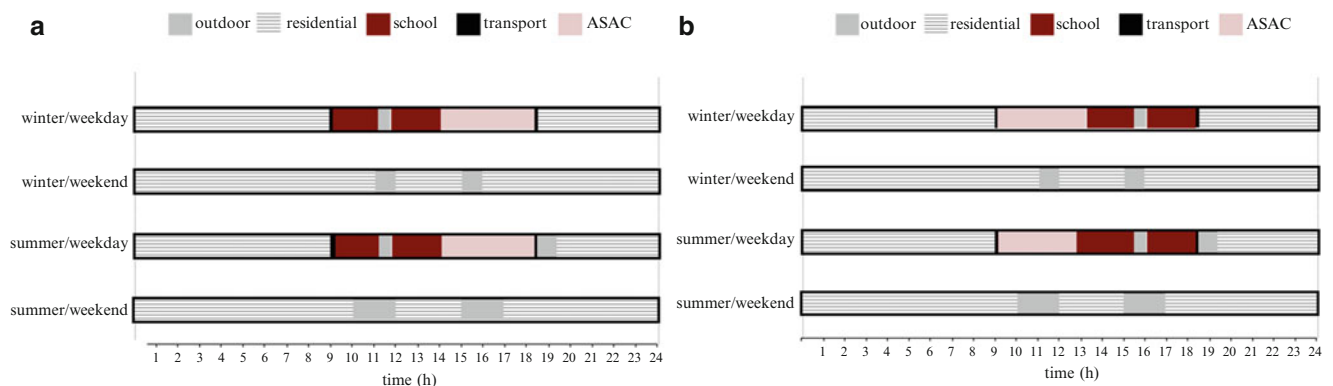 a
outdoor residential school transport ASAC
winter/weekday
winter/weekend
summer/weekday
summer/weekend
1 2 3 4 5 6 7 8 9 10 11 12 13 14 15 16 17 18 19 20 21 22 23 24
time (h)
b
outdoor residential school transport ASAC
winter/weekday
winter/weekend
summer/weekday
summer/weekend
1 2 3 4 5 6 7 8 9 10 11 12 13 14 15 16 17 18 19 20 21 22 23 24
time (h)